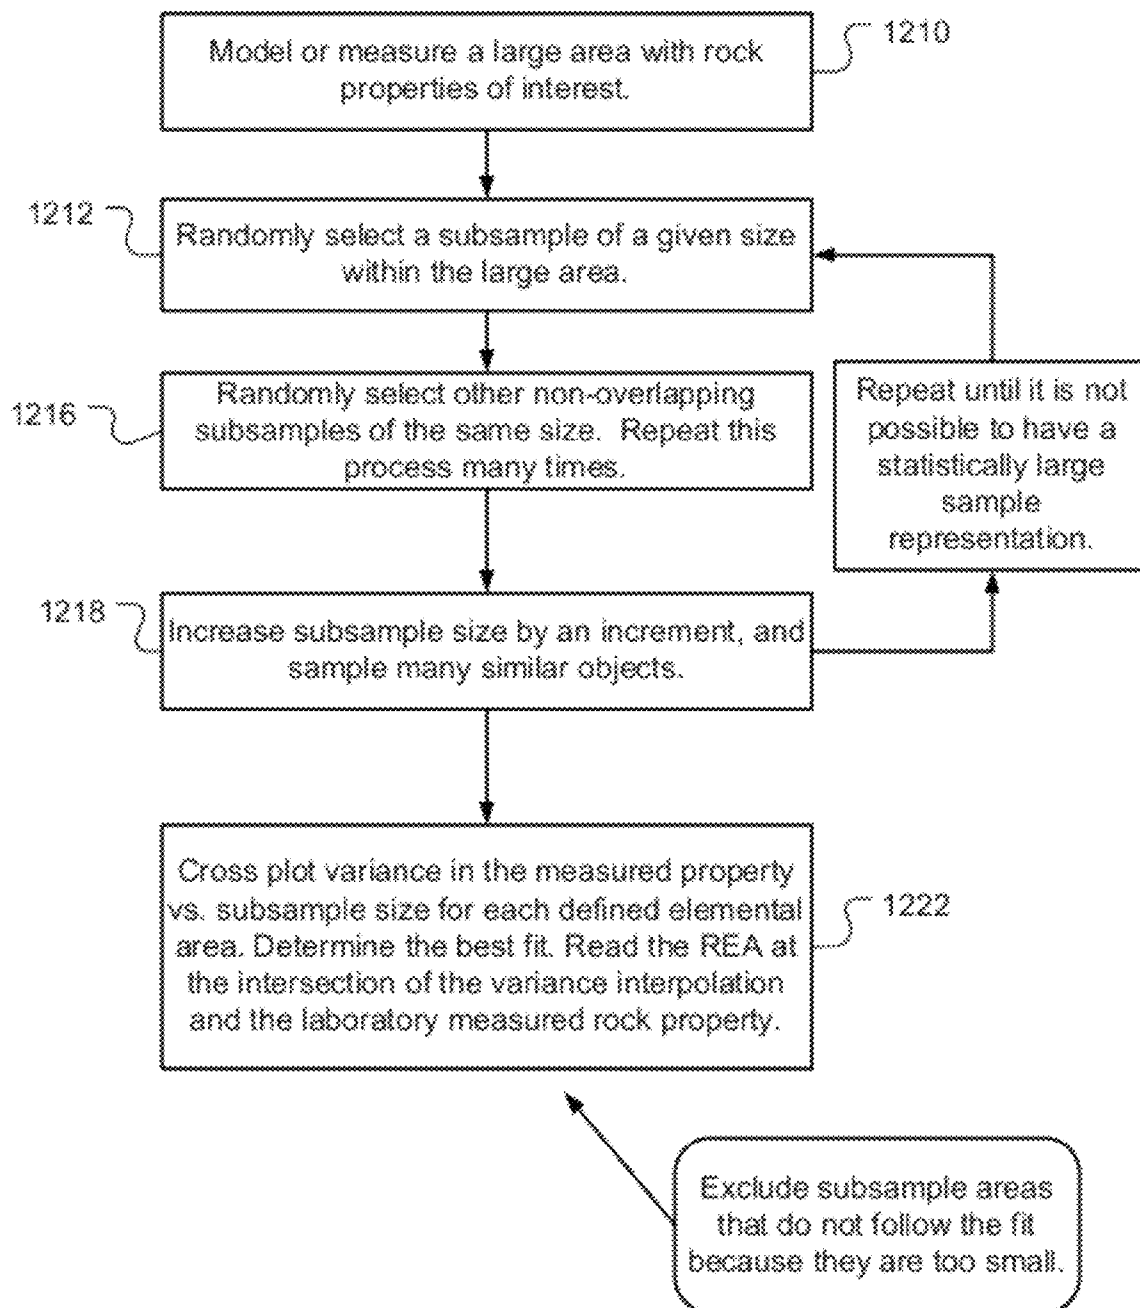 Model or measure a large area with rock
properties of interest.
1210
1212
Randomly select a subsample of a given size
within the large area.
1216
Randomly select other non-overlapping
subsamples of the same size. Repeat this
process many times.
Repeat until it is not
possible to have a
statistically large
sample
representation.
1218
Increase subsample size by an increment, and
sample many similar objects.
Cross plot variance in the measured property
vs. subsample size for each defined elemental
area. Determine the best fit. Read the REA at
the intersection of the variance interpolation
and the laboratory measured rock property.
1222
Exclude subsample areas
that do not follow the fit
because they are too small.